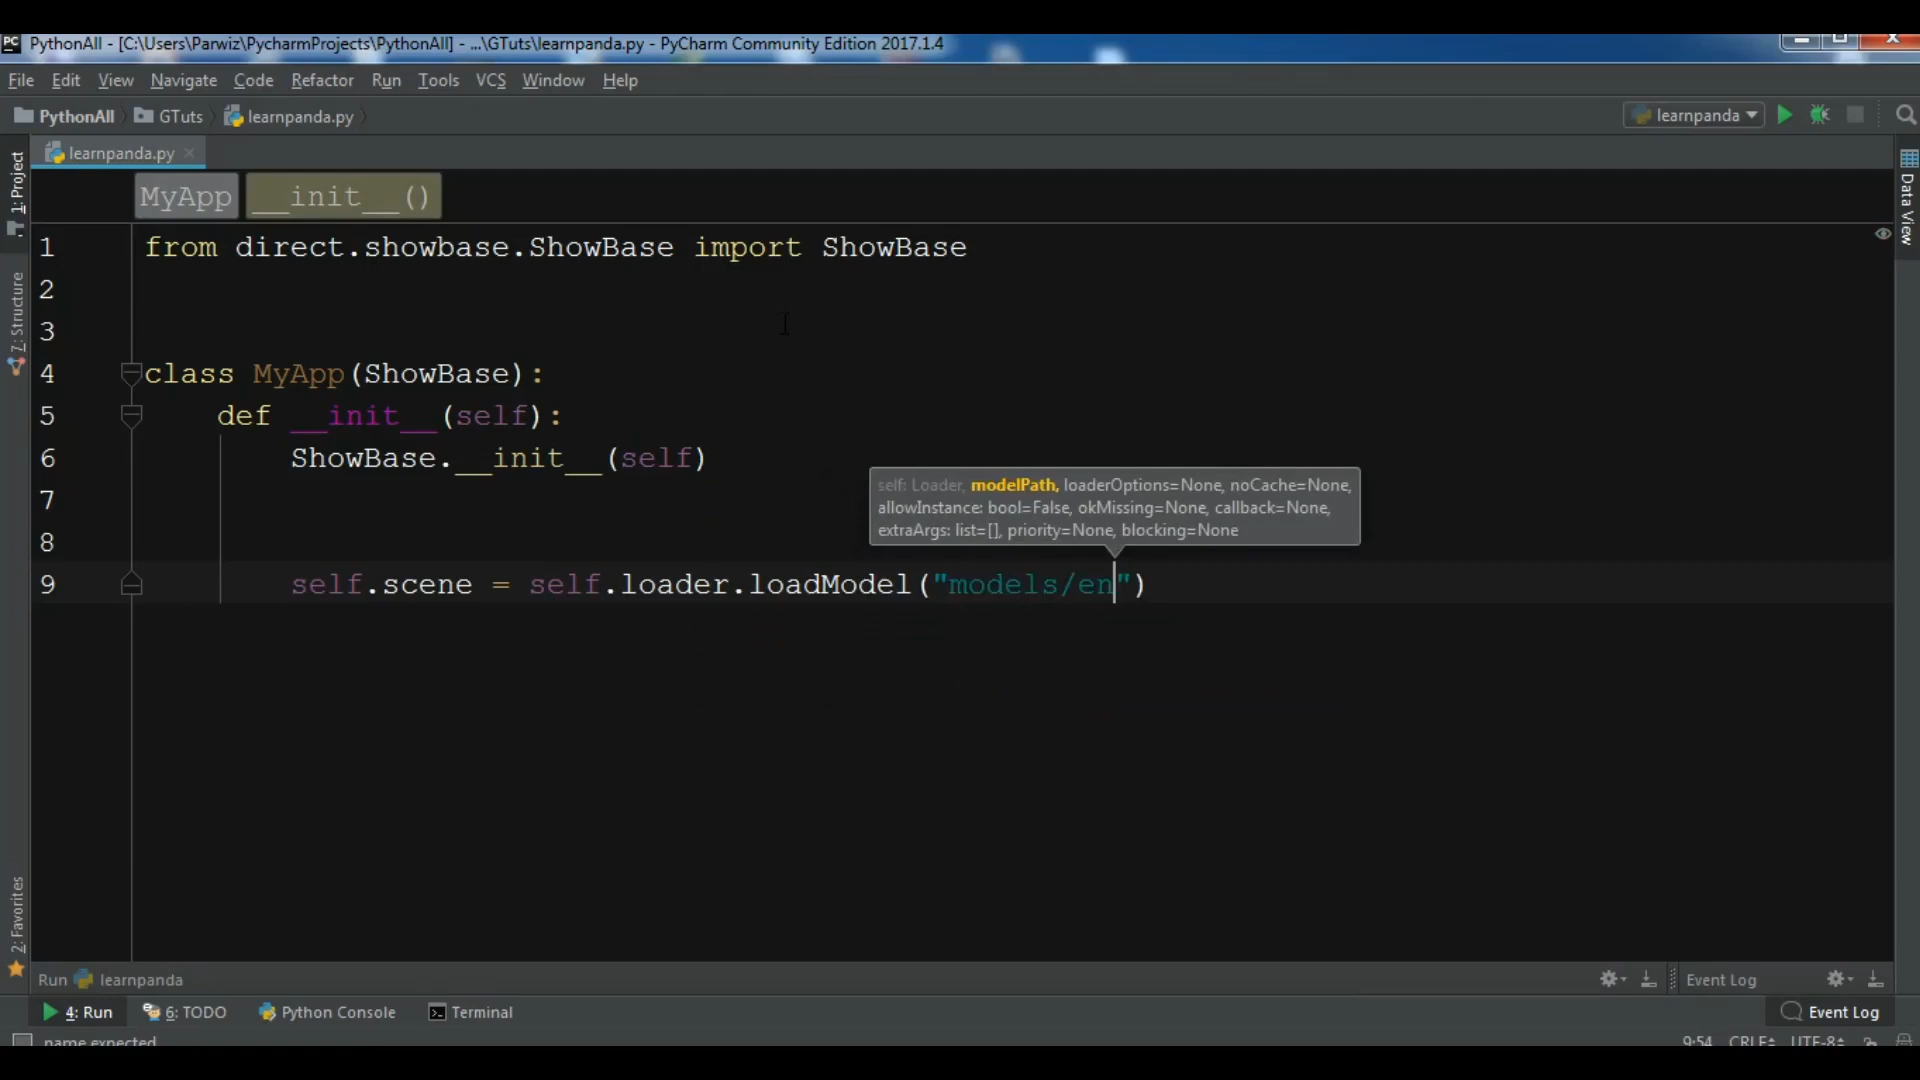 PC PythonAll - [C:\Users\Parwiz\PycharmProjects\PythonAll] - ...\GTuts\learnpanda.py - PyCharm Community Edition 2017.1.4
File Edit View Navigate Code Refactor Run Tools VCS Window Help
PythonAll GTuts learnpanda.py learnpanda
learnpanda.py
1: Project
Data View
MyApp __init__()
1 from direct.showbase.ShowBase import ShowBase
2
7: Structure
3
4 class MyApp(ShowBase):
5 def __init__(self):
6 ShowBase.__init__(self)
self: Loader, modelPath, loaderOptions=None, noCache=None,
7
allowInstance: bool=False, okMissing=None, callback=None,
extraArgs: list=[], priority=None, blocking=None
8
9 self.scene = self.loader.loadModel("models/en")
2: Favorites
Run learnpanda Event Log
4: Run 6: TODO Python Console Terminal Event Log
name expected 9:54 CRLF UTF-8